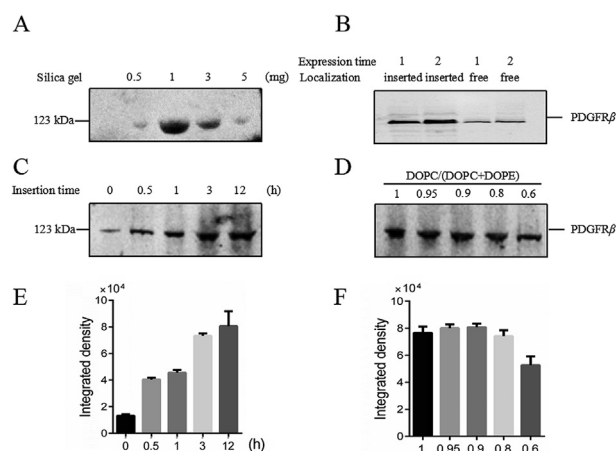 A
Silica gel 0.5 1 3 5 (mg)
123 kDa
B
Expression time 1 2 1 2
Localization inserted inserted free free
PDGFRβ
C
Insertion time 0 0.5 1 3 12 (h)
123 kDa
D
DOPC/(DOPC+DOPE)
1 0.95 0.9 0.8 0.6
PDGFRβ
E
×10⁴
Integrated density
10
8
6
4
2
0
0 0.5 1 3 12 (h)
F
×10⁴
Integrated density
10
8
6
4
2
0
1 0.95 0.9 0.8 0.6